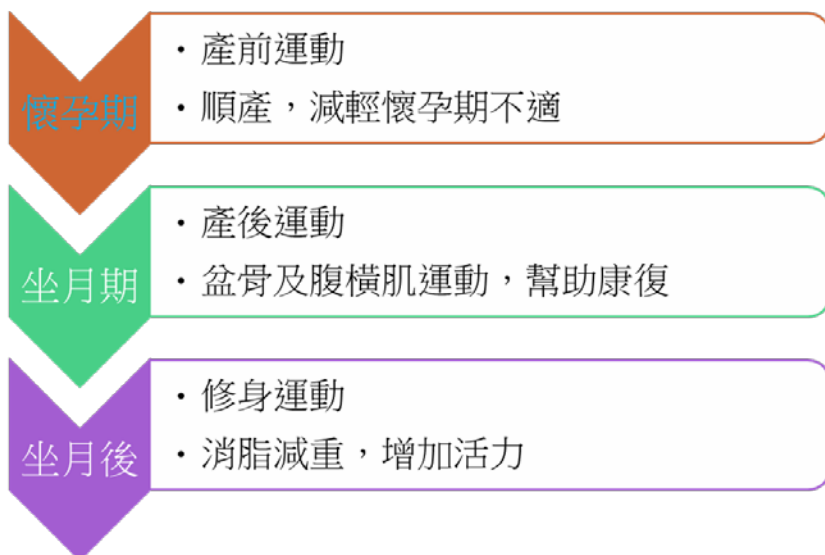 懷孕期
・產前運動
・順產，減輕懷孕期不適
坐月期
・產後運動
・盆骨及腹橫肌運動，幫助康復
坐月後
・修身運動
・消脂減重，增加活力